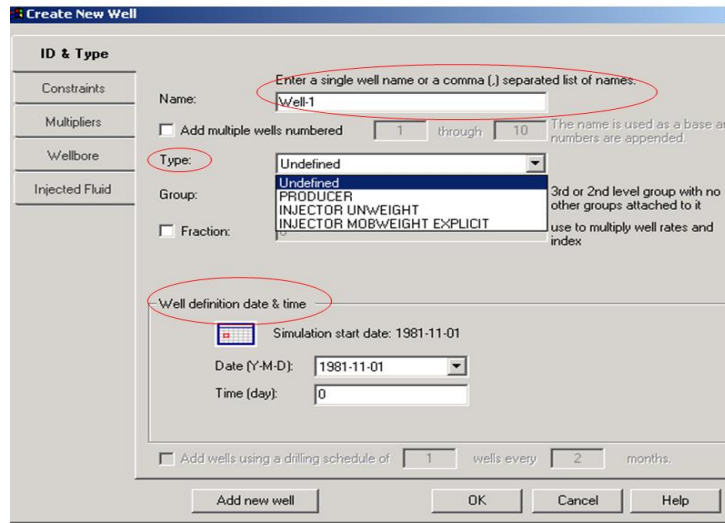 Create New Well
ID & Type
Constraints
Multipliers
Wellbore
Injected Fluid
Enter a single well name or a comma (,) separated list of names.
Name: Well-1
Add multiple wells numbered 1 through 10 The name is used as a base
numbers are appended.
Type: Undefined
Undefined
PRODUCER
INJECTOR UNWEIGHT
INJECTOR MOBWEIGHT EXPLICIT
Group: 3rd or 2nd level group with no
other groups attached to it
Fraction: use to multiply well rates and
index
Well definition date & time
Simulation start date: 1981-11-01
Date (Y-M-D): 1981-11-01
Time (day): 0
Add wells using a drilling schedule of 1 wells every 2 months.
Add new well OK Cancel Help